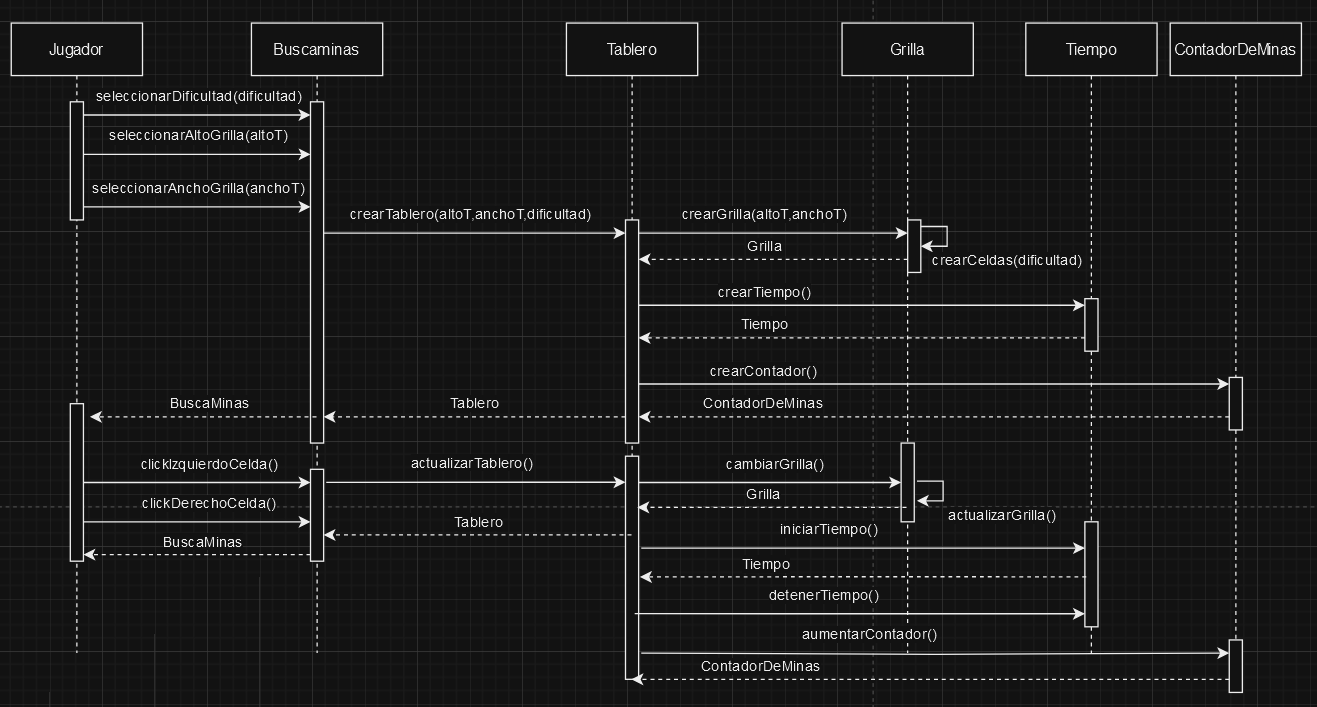 Jugador
Buscaminas
Tablero
Grilla
Tiempo
ContadorDeMinas
seleccionarDificultad(dificultad)
seleccionarAltoGrilla(altoT)
seleccionarAnchoGrilla(anchoT)
crearTablero(altoT,anchoT,dificultad)
crearGrilla(altoT,anchoT)
Grilla
crearCeldas(dificultad)
crearTiempo()
Tiempo
crearContador()
BuscaMinas
Tablero
ContadorDeMinas
clickIzquierdoCelda()
actualizarTablero()
cambiarGrilla()
Grilla
clickDerechoCelda()
actualizarGrilla()
Tablero
iniciarTiempo()
BuscaMinas
Tiempo
detenerTiempo()
aumentarContador()
ContadorDeMinas